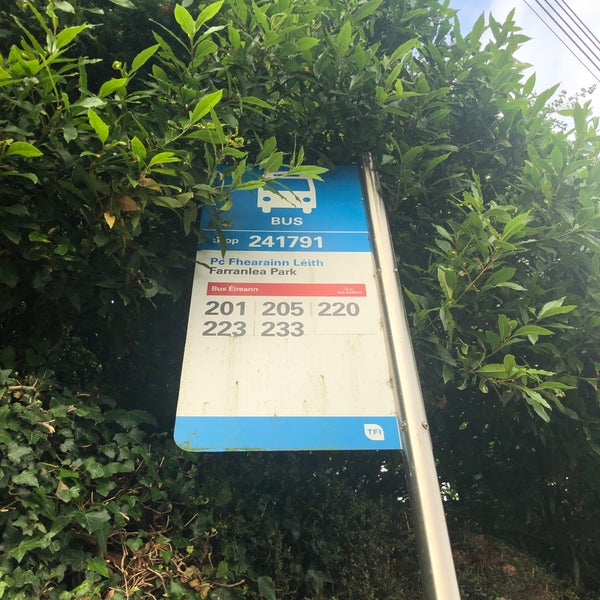 BUS
Stop 241791
Pc Fhearainn Léith
Farranlea Park
Bus Éireann
201 205 220
223 233
TFI